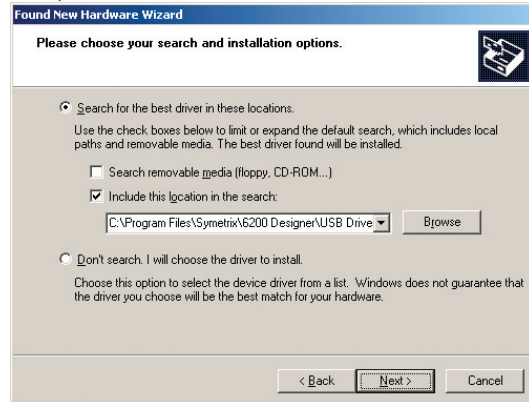 Found New Hardware Wizard
Please choose your search and installation options.
Search for the best driver in these locations.
Use the check boxes below to limit or expand the default search, which includes local
paths and removable media. The best driver found will be installed.
Search removable media (floppy, CD-ROM...)
Include this location in the search:
C:\Program Files\Symetrix\6200 Designer\USB Drive
Browse
Don't search. I will choose the driver to install.
Choose this option to select the device driver from a list. Windows does not guarantee that
the driver you choose will be the best match for your hardware.
< Back
Next >
Cancel